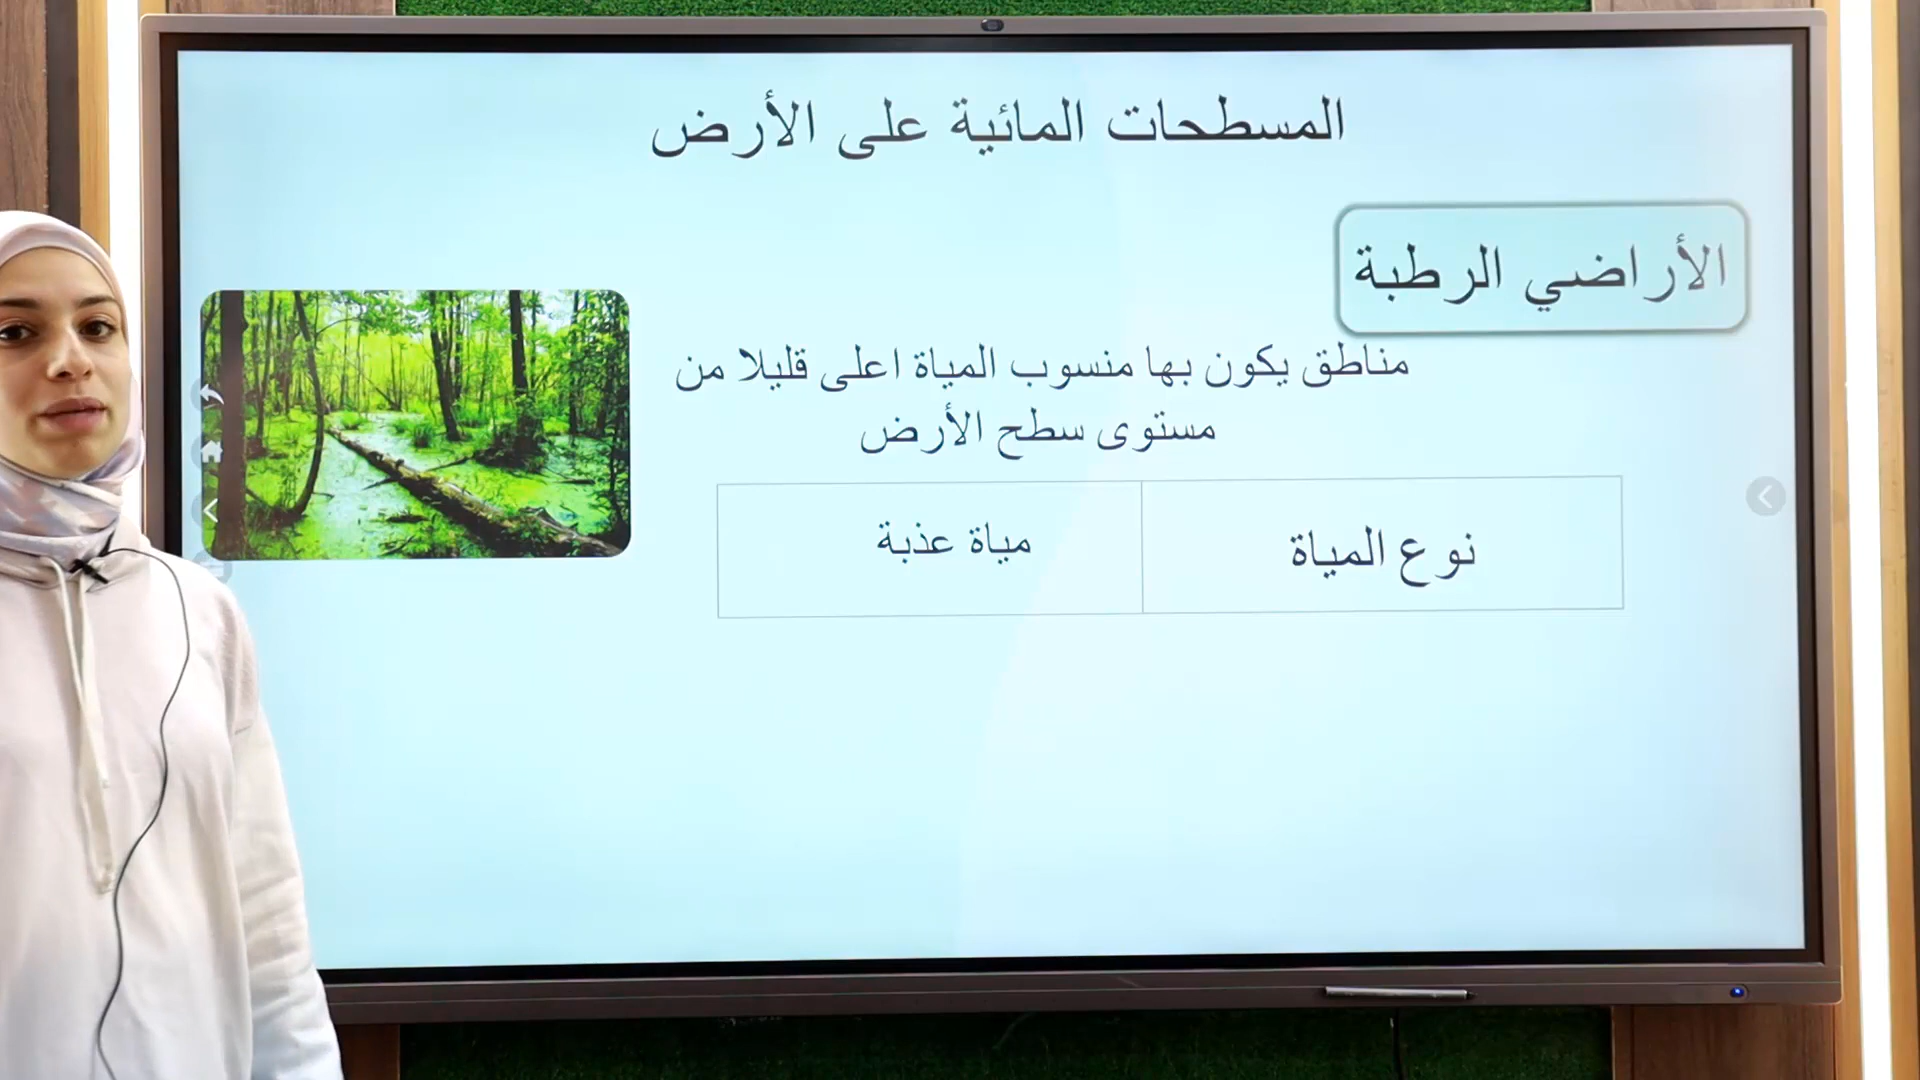 المسطحات المائية على الأرض
الأراضي الرطبة
مناطق يكون بها منسوب المياة اعلى قليلا من
مستوى سطح الأرض
نوع المياة
مياة عذبة